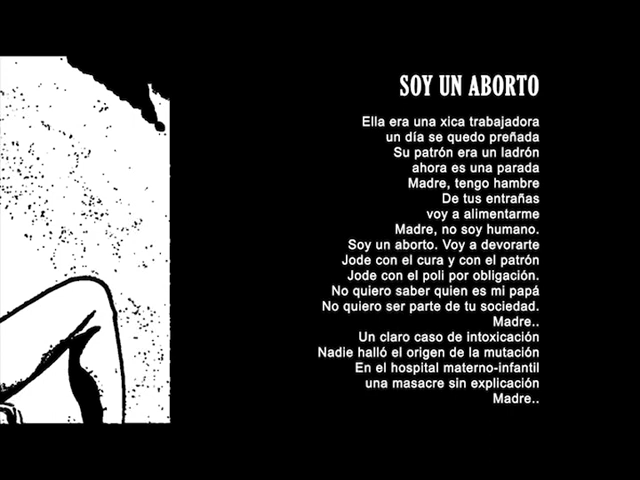 SOY UN ABORTO
Ella era una xica trabajadora
un día se quedo preñada
Su patrón era un ladrón
ahora es una parada
Madre, tengo hambre
De tus entrañas
voy a alimentarme
Madre, no soy humano.
Soy un aborto. Voy a devorarte
Jode con el cura y con el patrón
Jode con el poli por obligación.
No quiero saber quien es mi papá
No quiero ser parte de tu sociedad.
Madre..
Un claro caso de intoxicación
Nadie halló el origen de la mutación
En el hospital materno-infantil
una masacre sin explicación
Madre..